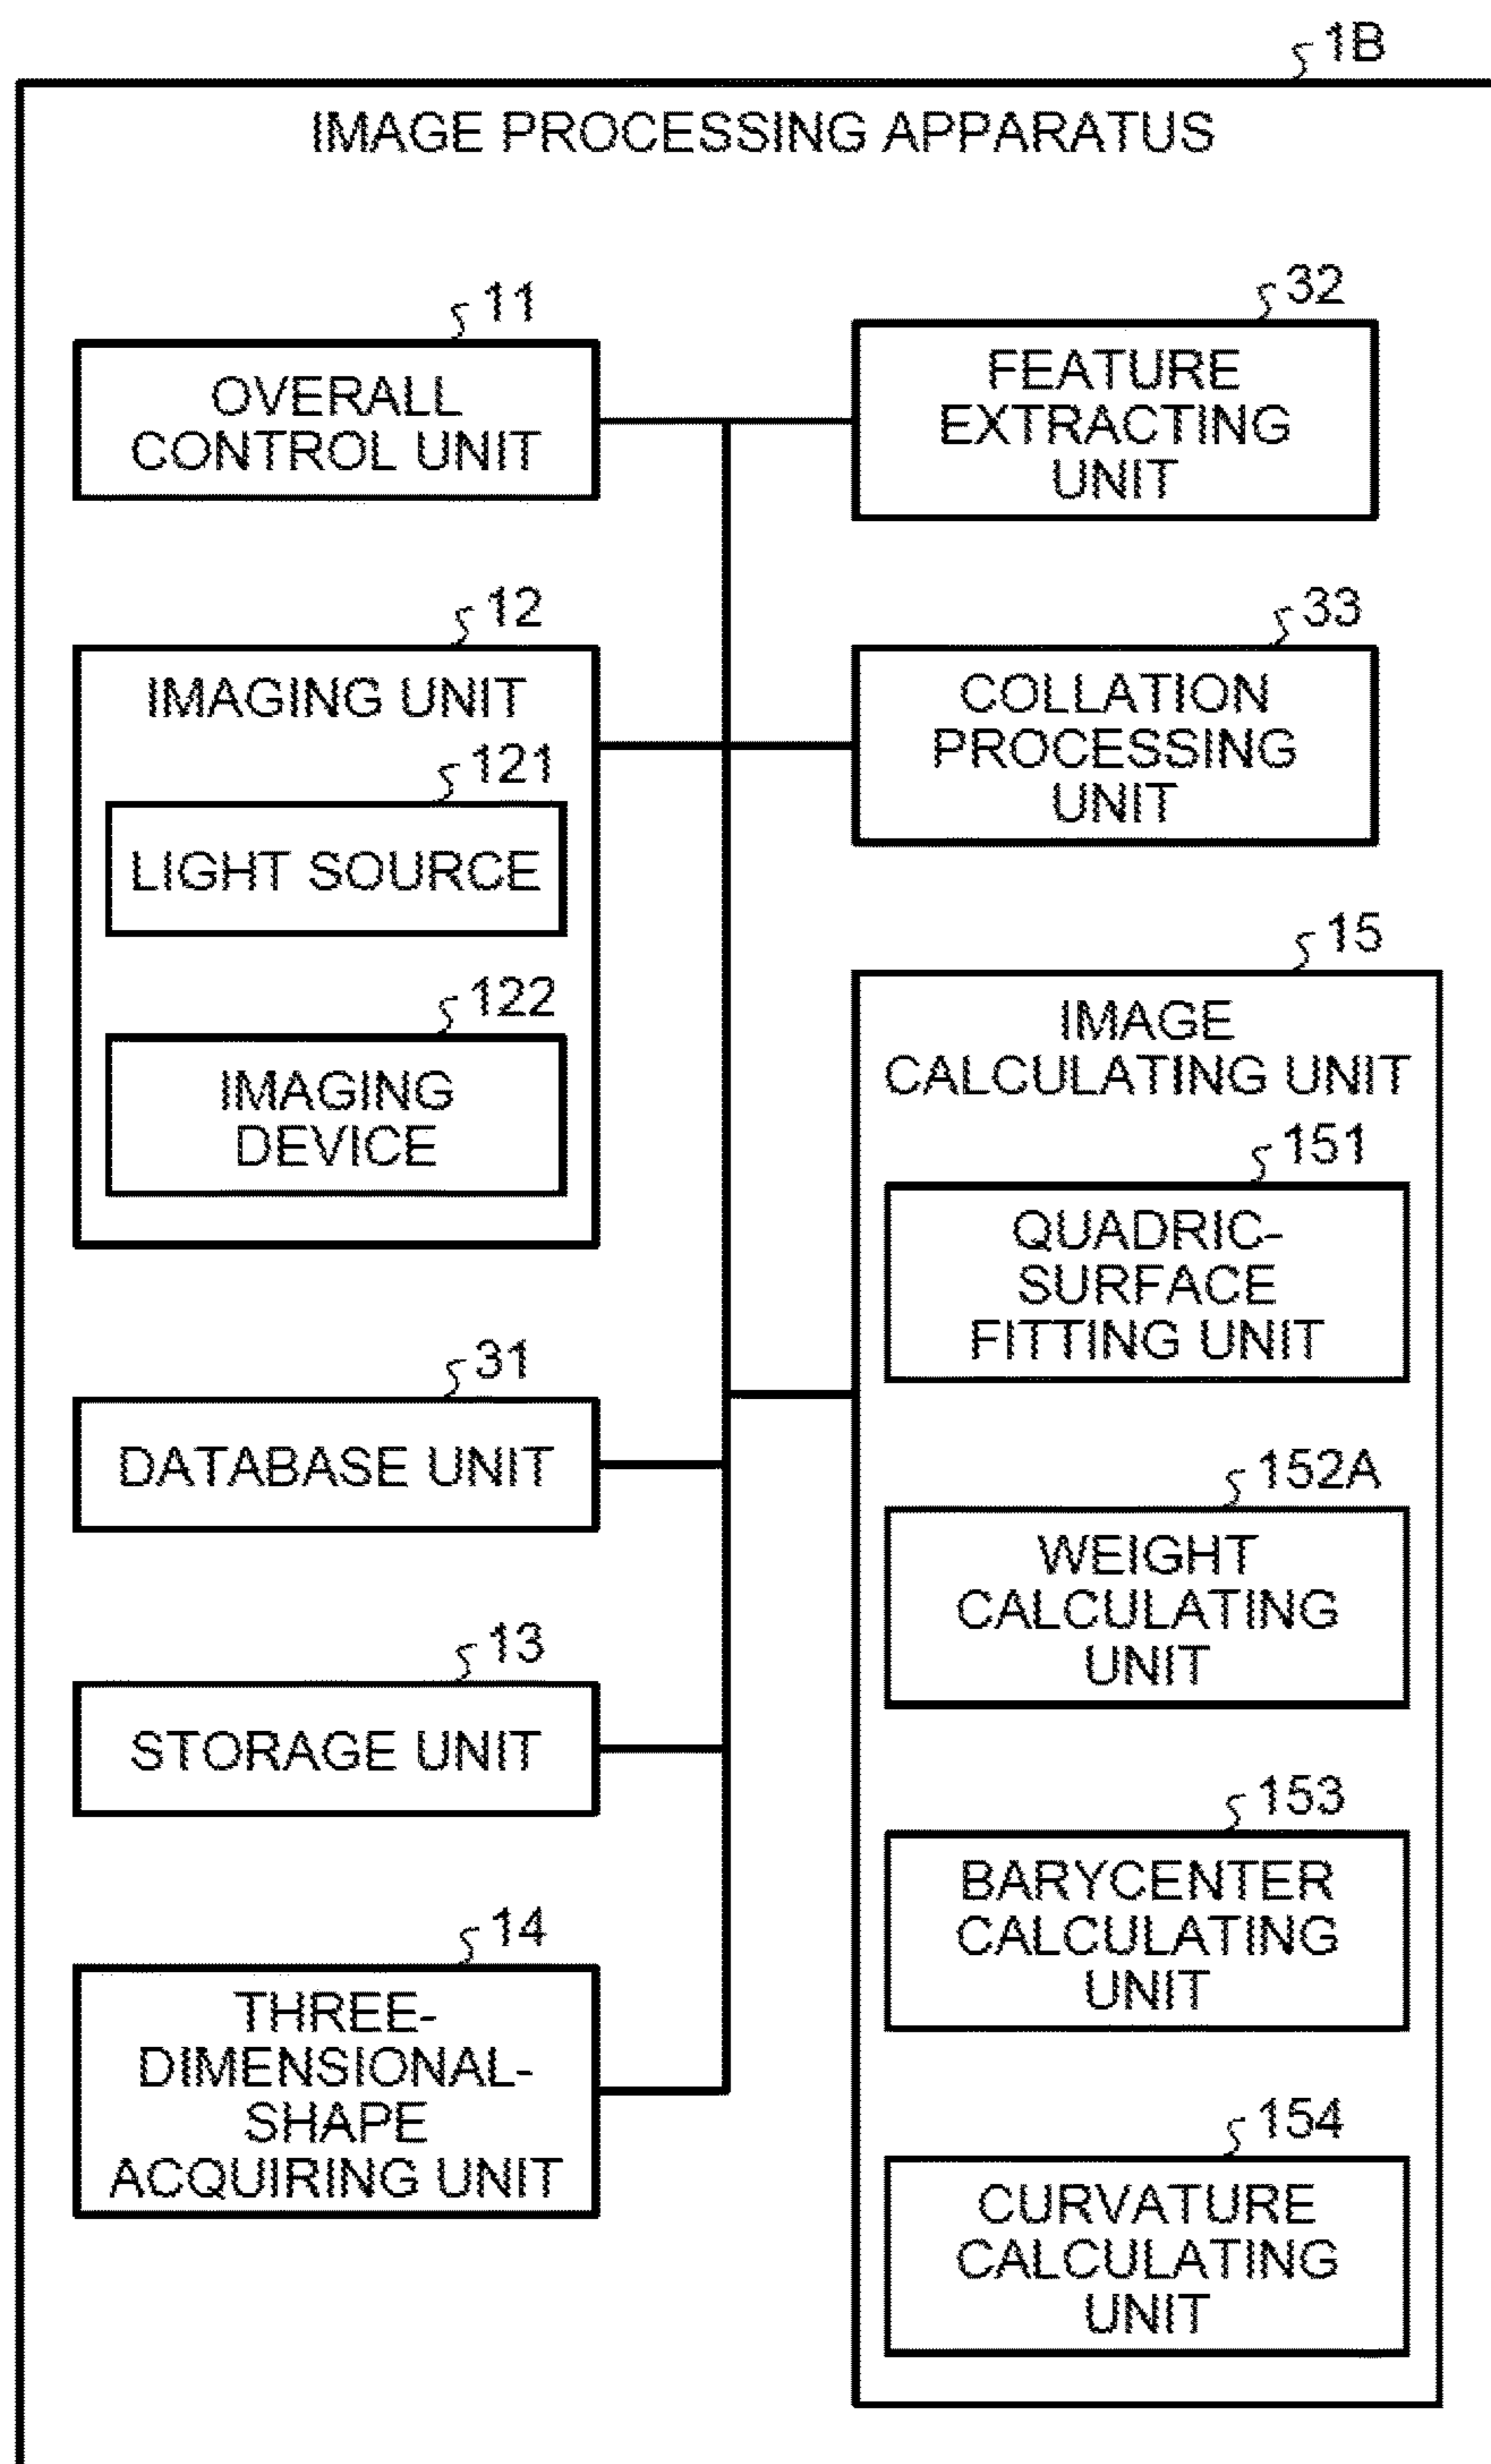 1B
IMAGE PROCESSING APPARATUS
11
OVERALL
CONTROL UNIT
12
IMAGING UNIT
121
LIGHT SOURCE
122
IMAGING
DEVICE
31
DATABASE UNIT
13
STORAGE UNIT
14
THREE-
DIMENSIONAL-
SHAPE
ACQUIRING UNIT
32
FEATURE
EXTRACTING
UNIT
33
COLLATION
PROCESSING
UNIT
15
IMAGE
CALCULATING UNIT
151
QUADRIC-
SURFACE
FITTING UNIT
152A
WEIGHT
CALCULATING
UNIT
153
BARYCENTER
CALCULATING
UNIT
154
CURVATURE
CALCULATING
UNIT